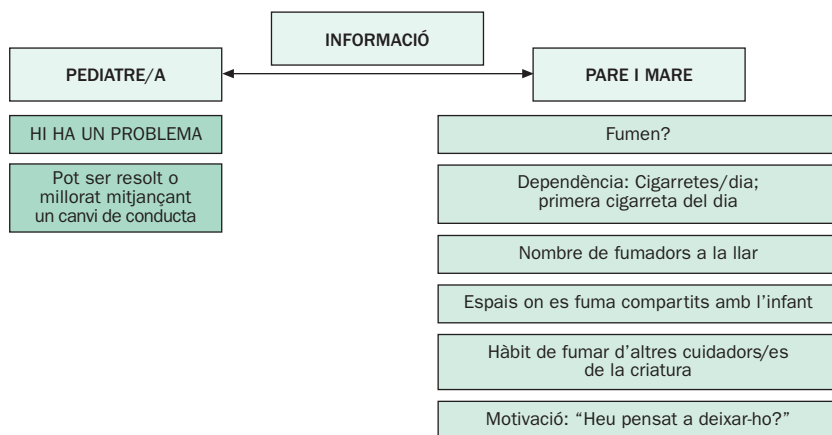 INFORMACIÓ
PEDIATRE/A
PARE I MARE
HI HA UN PROBLEMA
Pot ser resolt o
millorat mitjançant
un canvi de conducta
Fumen?
Dependència: Cigarretes/dia;
primera cigarreta del dia
Nombre de fumadors a la llar
Espais on es fuma compartits amb l’infant
Hàbit de fumar d’altres cuidadors/es
de la criatura
Motivació: “Heu pensat a deixar-ho?”